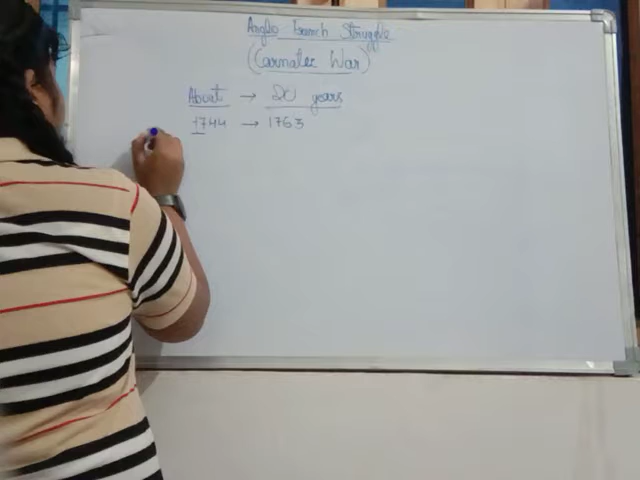 Anglo French Struggle
(Carnatic War)
About → 20 years
1744 → 1763